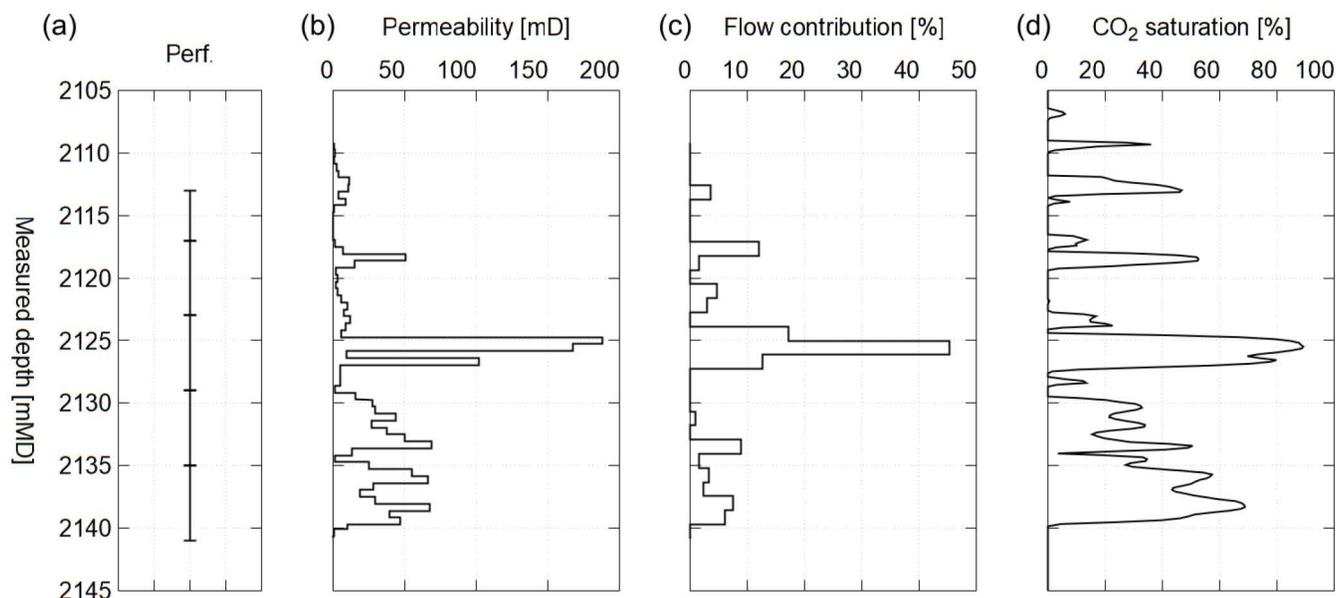 (a) (b) Permeability [mD] (c) Flow contribution [%] (d) CO₂ saturation [%]
Perf.
0 50 100 150 200 0 10 20 30 40 50 0 20 40 60 80 100
2105
2110
2115
2120
2125
2130
2135
2140
2145
Measured depth [mMD]